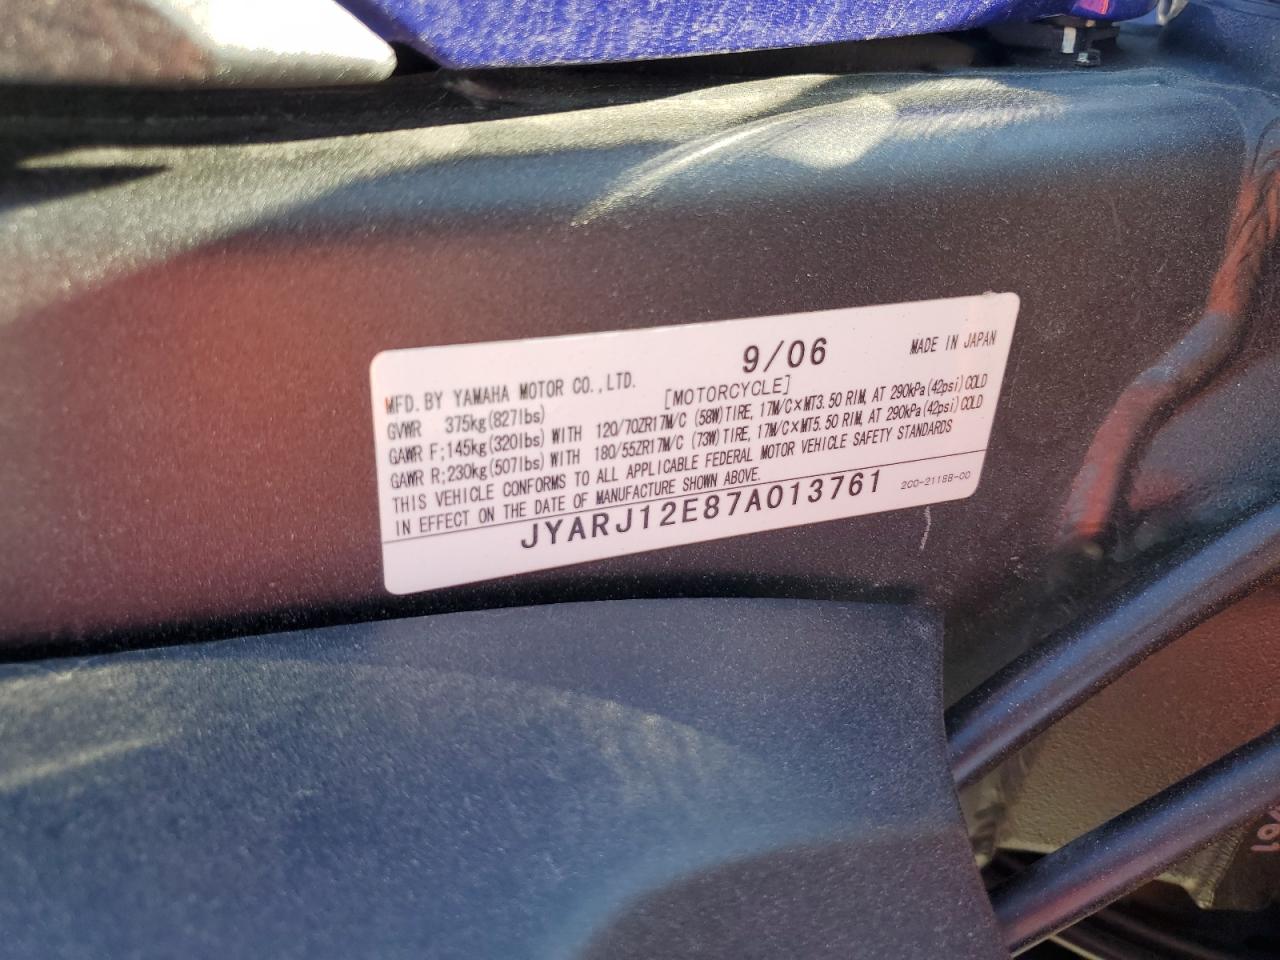 9/06 MADE IN JAPAN
MFD. BY YAMAHA MOTOR CO., LTD. [MOTORCYCLE]
GVWR 375kg(827lbs)
GAWR F;145kg(320lbs) WITH 120/70ZR17M/C (58W)TIRE, 17M/C×MT3.50 RIM, AT 290kPa(42psi)COLD
GAWR R;230kg(507lbs) WITH 180/55ZR17M/C (73W)TIRE, 17M/C×MT5.50 RIM, AT 290kPa(42psi)COLD
THIS VEHICLE CONFORMS TO ALL APPLICABLE FEDERAL MOTOR VEHICLE SAFETY STANDARDS
IN EFFECT ON THE DATE OF MANUFACTURE SHOWN ABOVE.
JYARJ12E87A013761 2C0-2118B-00